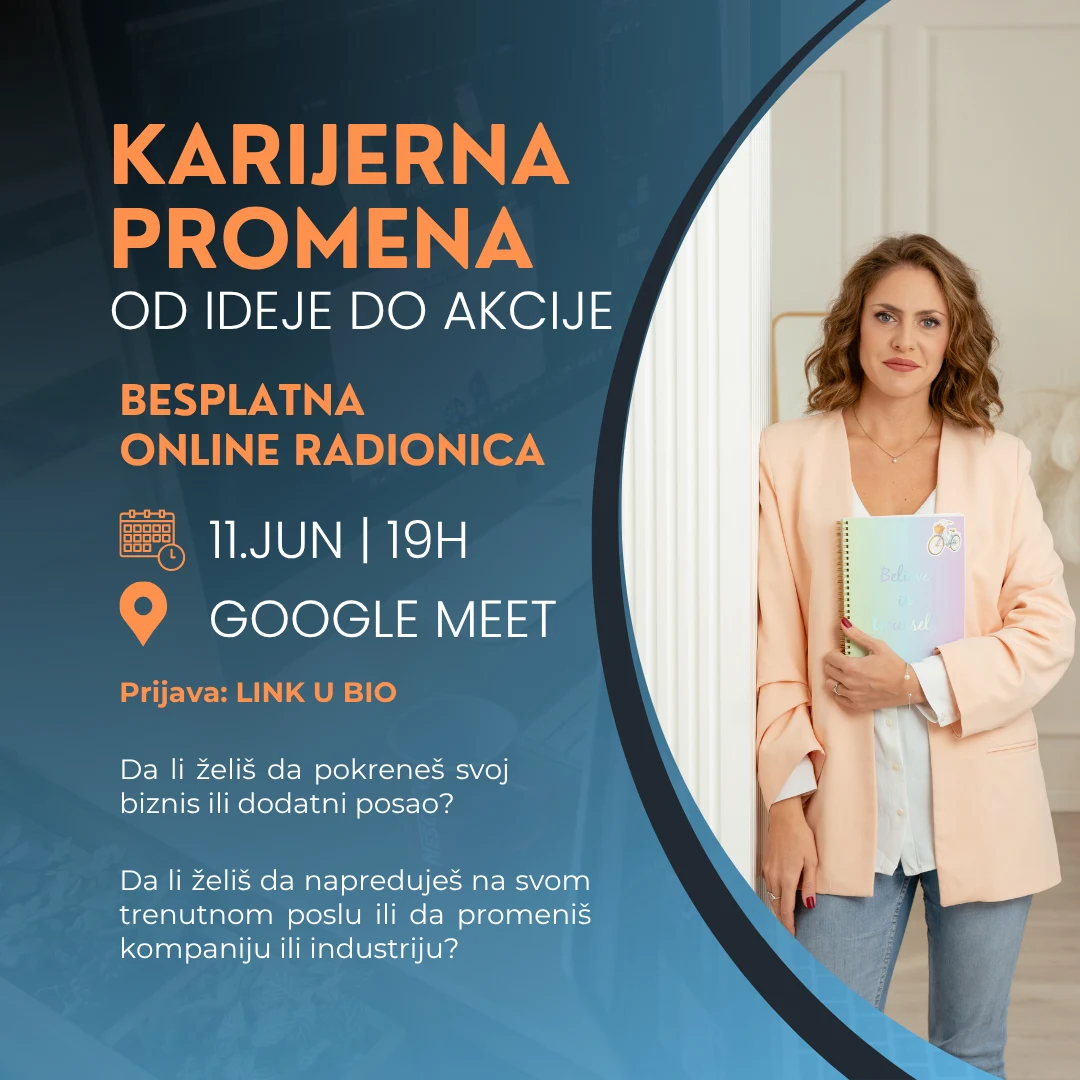 KARIJERNA
PROMENA
OD IDEJE DO AKCIJE
BESPLATNA
ONLINE RADIONICA
11.JUN | 19H
GOOGLE MEET
Prijava: LINK U BIO
Da li želiš da pokreneš svoj
biznis ili dodatni posao?
Da li želiš da napreduješ na svom
trenutnom poslu ili da promeniš
kompaniju ili industriju?